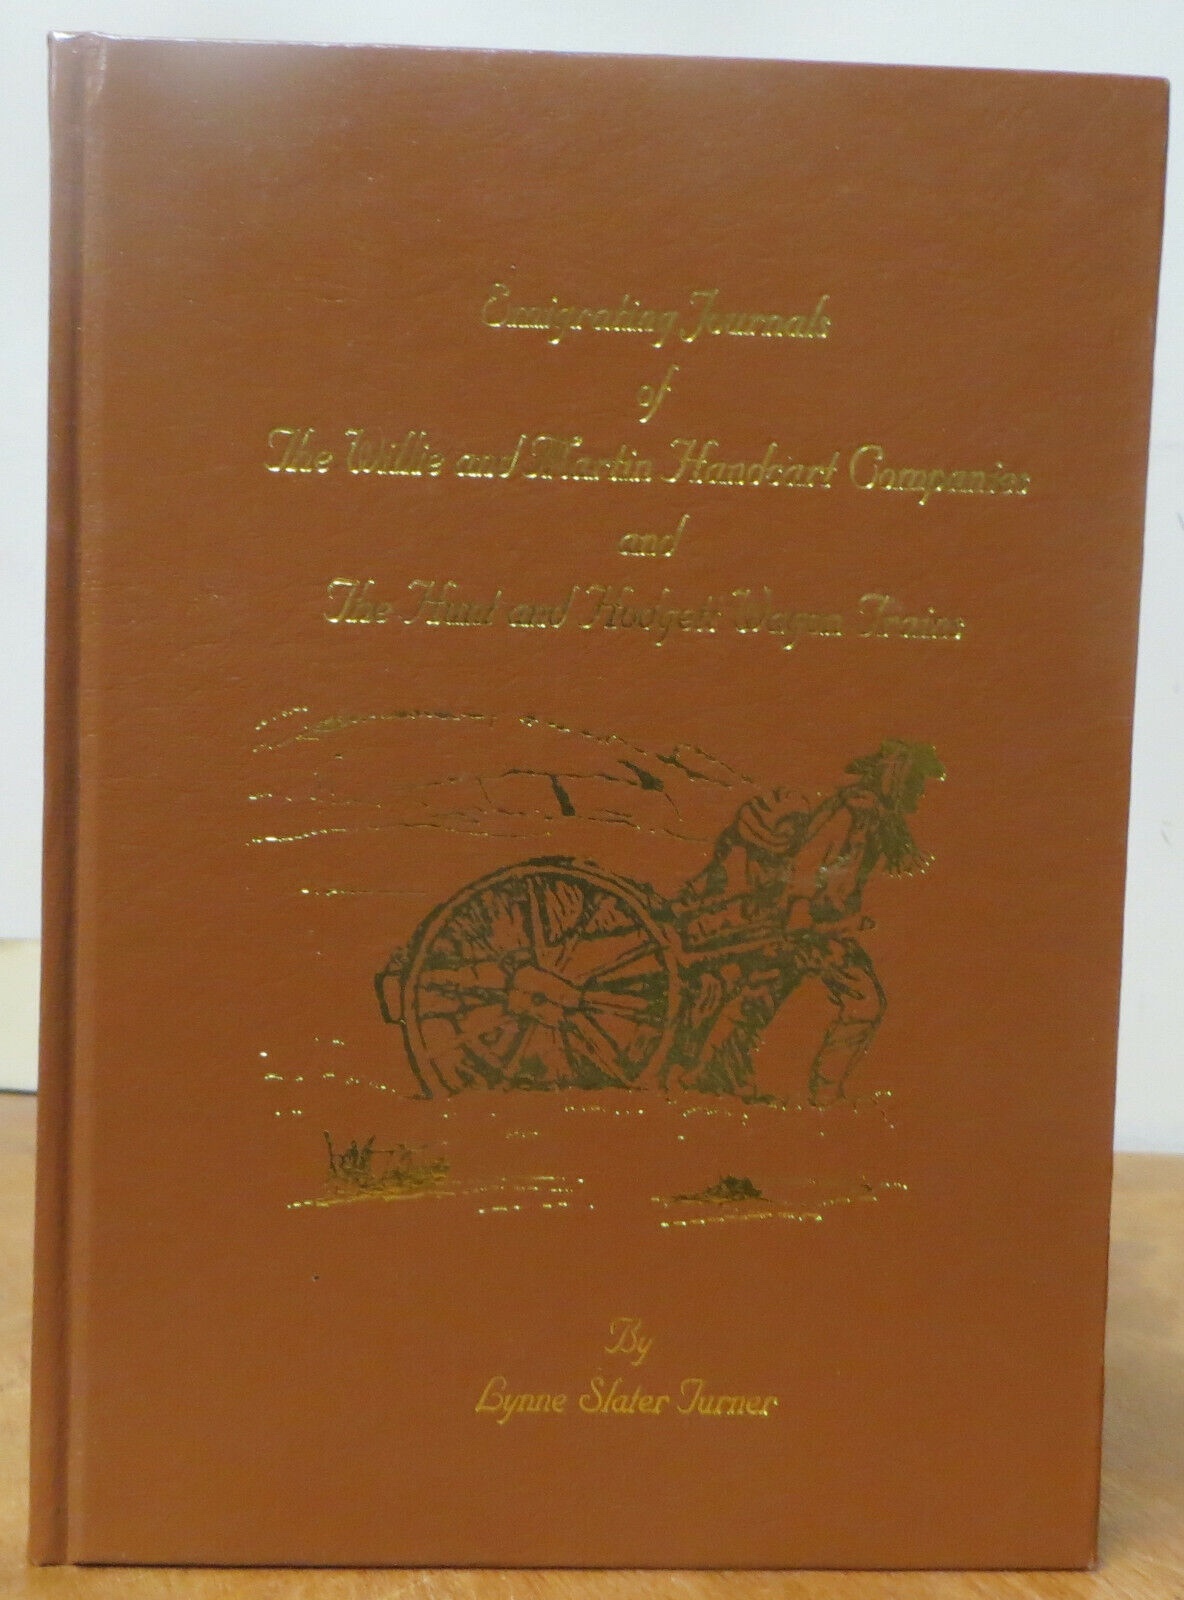 Emigrating Journals
of
The Willie and Martin Handcart Companies
and
The Hunt and Hodgett Wagon Trains
By
Lynne Slater Turner